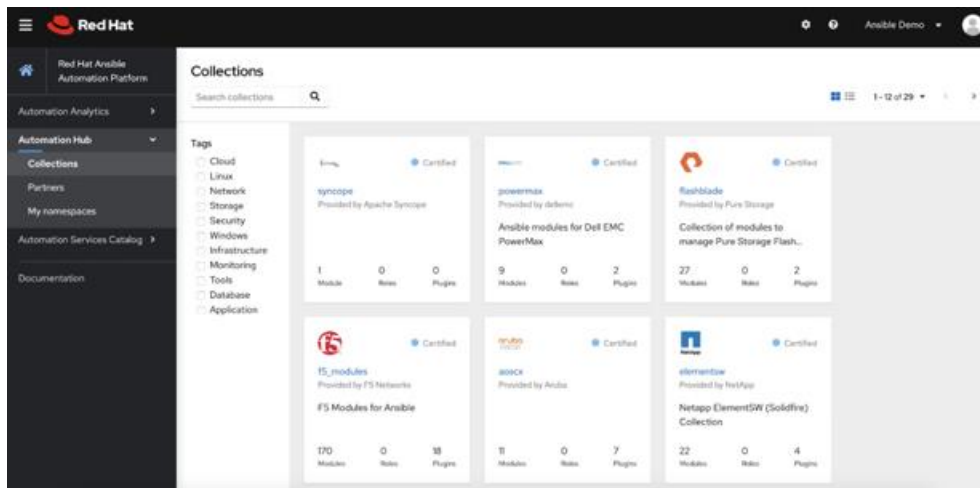 Red Hat
Ansible Demo
Red Hat Ansible
Automation Platform
Automation Analytics
Automation Hub
Collections
Partners
My namespaces
Automation Services Catalog
Documentation
Collections
Search collections
1 - 12 of 29
Tags
Cloud
Linux
Network
Storage
Security
Windows
Infrastructure
Monitoring
Tools
Database
Application
Certified
syncope
Provided by Apache Syncope
1 0 0
Module Roles Plugins
Certified
powermax
Provided by dellemc
Ansible modules for Dell EMC
PowerMax
9 0 2
Modules Roles Plugins
Certified
flashblade
Provided by Pure Storage
Collection of modules to
manage Pure Storage Flash...
27 0 2
Modules Roles Plugins
f5
Certified
f5_modules
Provided by F5 Networks
F5 Modules for Ansible
170 0 18
Modules Roles Plugins
aruba
Certified
aoscx
Provided by Aruba
11 0 7
Modules Roles Plugins
NetApp
Certified
elementsw
Provided by NetApp
Netapp ElementSW (Solidfire)
Collection
22 0 4
Modules Roles Plugins